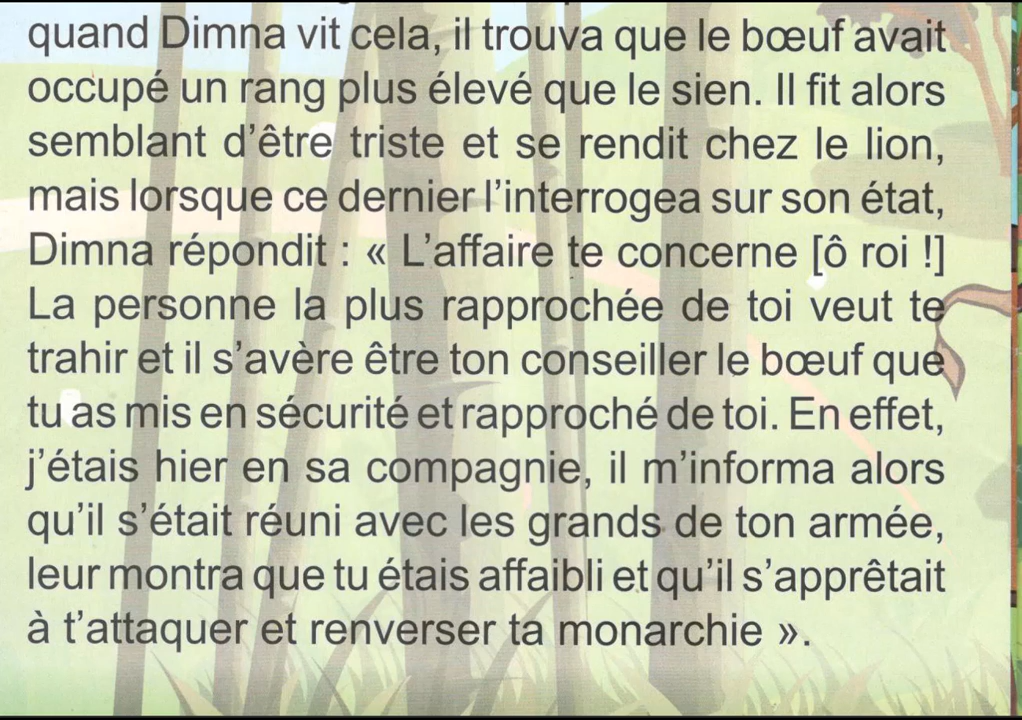 quand Dimna vit cela, il trouva que le bœuf avait
occupé un rang plus élevé que le sien. Il fit alors
semblant d'être triste et se rendit chez le lion,
mais lorsque ce dernier l'interrogea sur son état,
Dimna répondit : « L'affaire te concerne [ô roi !]
La personne la plus rapprochée de toi veut te
trahir et il s'avère être ton conseiller le bœuf que
tu as mis en sécurité et rapproché de toi. En effet,
j'étais hier en sa compagnie, il m'informa alors
qu'il s'était réuni avec les grands de ton armée,
leur montra que tu étais affaibli et qu'il s'apprêtait
à t'attaquer et renverser ta monarchie ».